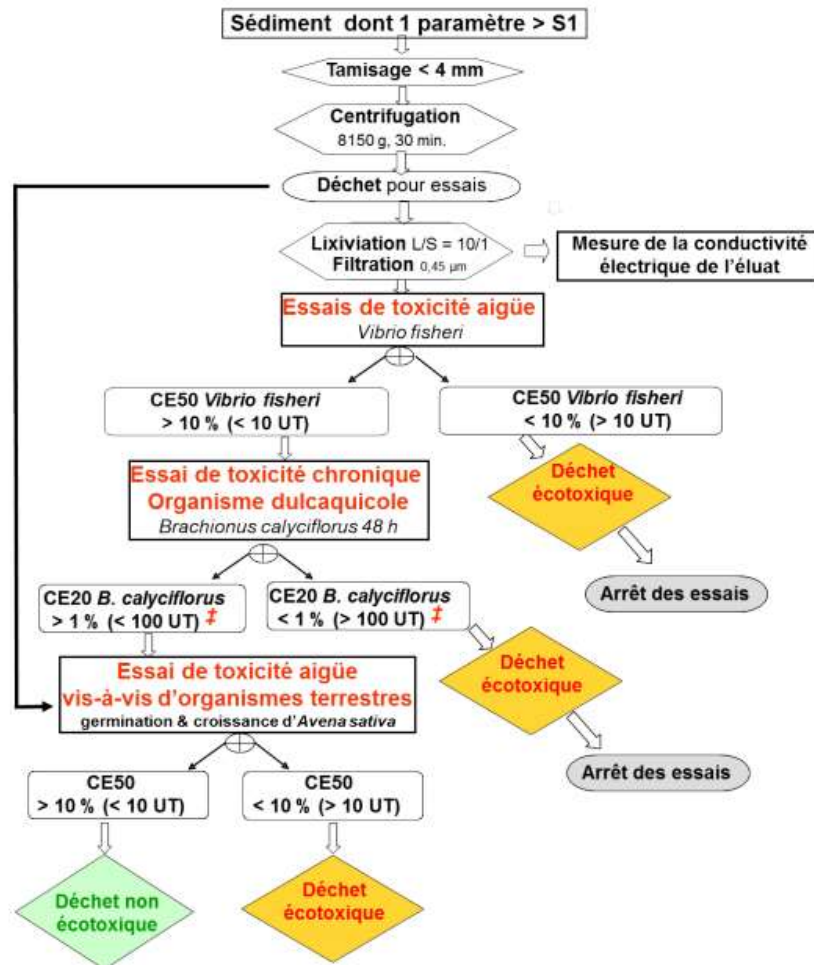 Sédiment dont 1 paramètre > S1
Tamisage < 4 mm
Centrifugation
8150 g, 30 min.
Déchet pour essais
Lixiviation L/S = 10/1
Filtration 0,45 µm
Mesure de la conductivité
électrique de l'éluat
Essais de toxicité aigüe
Vibrio fisheri
CE50 Vibrio fisheri
> 10 % (< 10 UT)
CE50 Vibrio fisheri
< 10 % (> 10 UT)
Déchet
écotoxique
Arrêt des essais
Essai de toxicité chronique
Organisme dulcaquicole
Brachionus calyciflorus 48 h
CE20 B. calyciflorus
> 1 % (< 100 UT) ‡
CE20 B. calyciflorus
< 1 % (> 100 UT) ‡
Déchet
écotoxique
Arrêt des essais
Essai de toxicité aigüe
vis-à-vis d'organismes terrestres
germination & croissance d'Avena sativa
CE50
> 10 % (< 10 UT)
CE50
< 10 % (> 10 UT)
Déchet non
écotoxique
Déchet
écotoxique